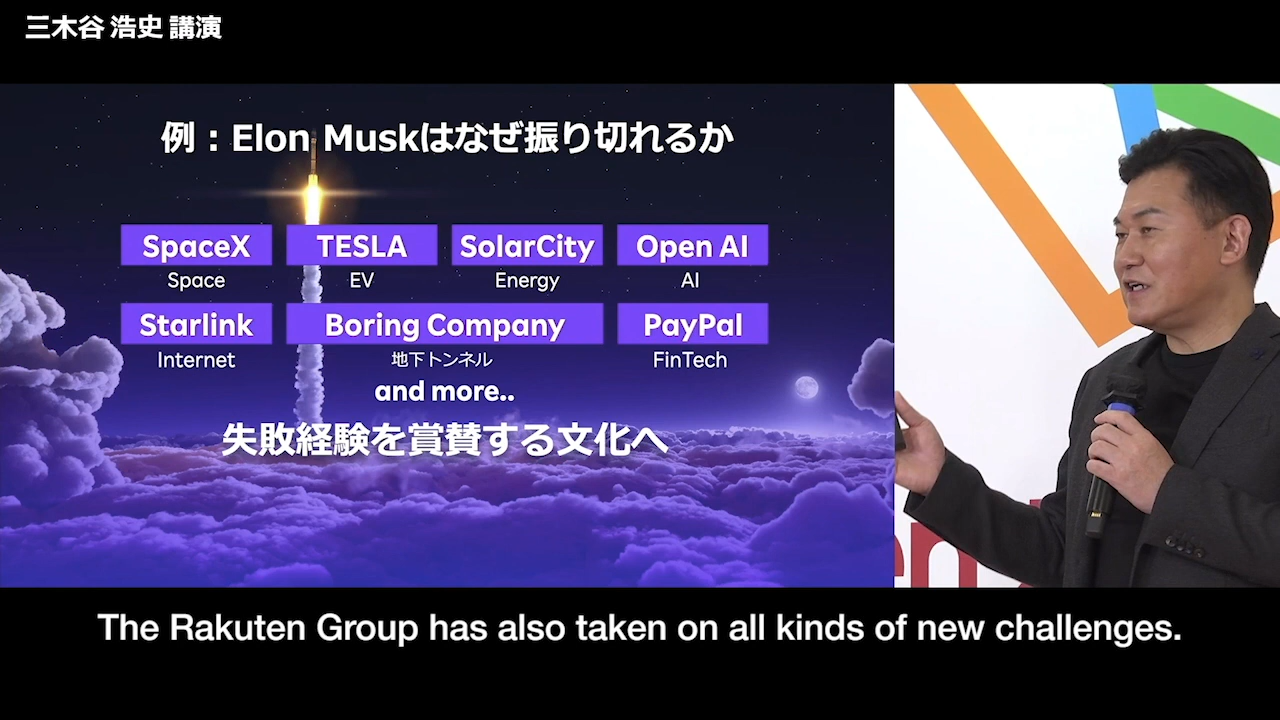 三木谷 浩史 講演
例：Elon Muskはなぜ振り切れるか
SpaceX TESLA SolarCity Open AI
Space EV Energy AI
Starlink Boring Company PayPal
Internet 地下トンネル FinTech
and more..
失敗経験を賞賛する文化へ
en
The Rakuten Group has also taken on all kinds of new challenges.